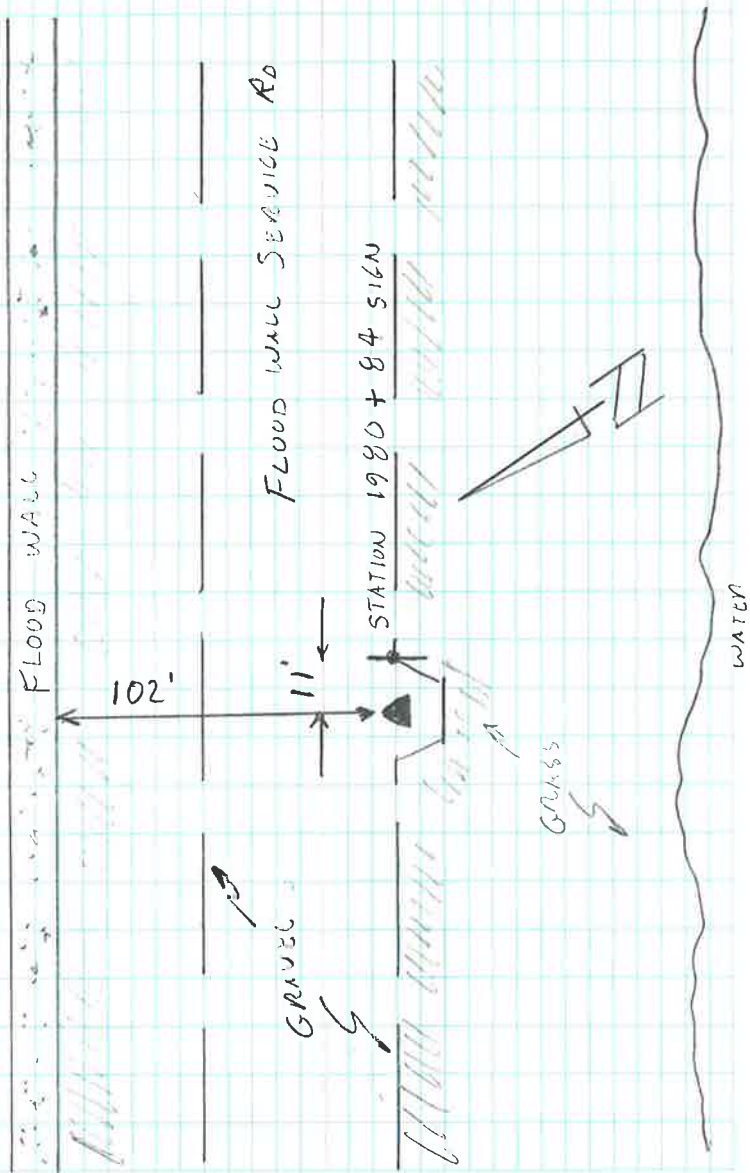 FLOOD WALL
102'
FLOOD WALL SERVICE RD
11'
STATION 1980 + 84 SIGN
GRAVEL
GRASS
N
WATER